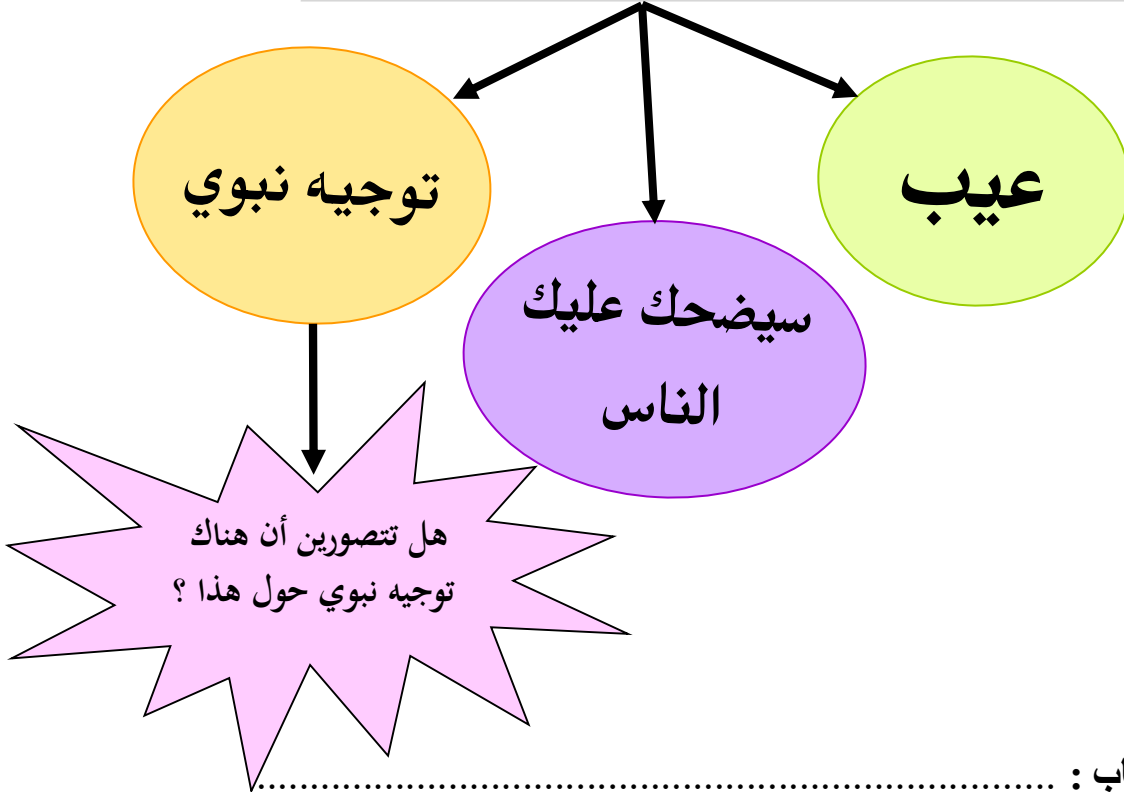 عيب
توجيه نبوي
سيضحك عليك
الناس
هل تتصورين أن هناك
توجيه نبوي حول هذا ؟
: ......................................................................